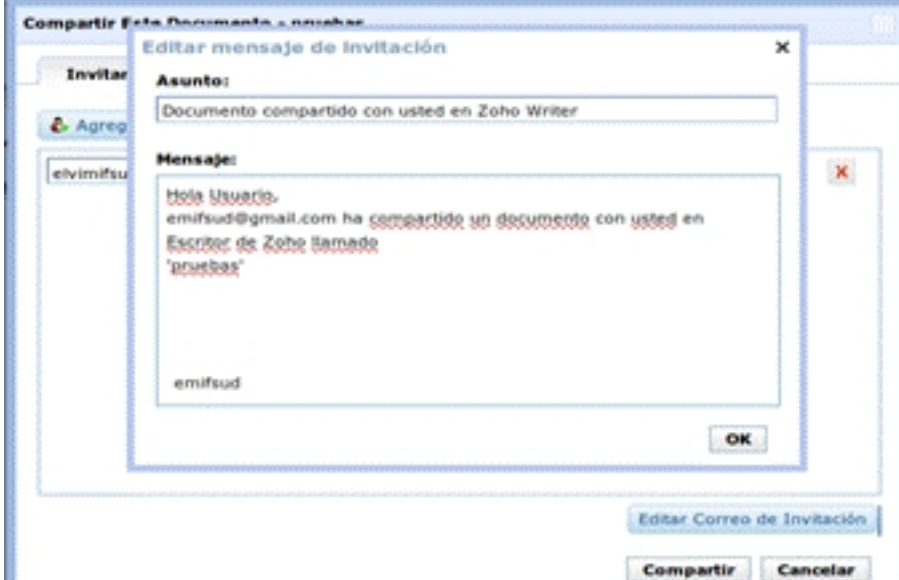 Compartir Este Documento - pruebas
Editar mensaje de invitación
Invitar
Asunto:
Documento compartido con usted en Zoho Writer
Agreg
Mensaje:
elvimifsu
Hola Usuario,
emifsud@gmail.com ha compartido un documento con usted en
Escritor de Zoho llamado
'pruebas'
emifsud
OK
Editar Correo de Invitación
Compartir
Cancelar